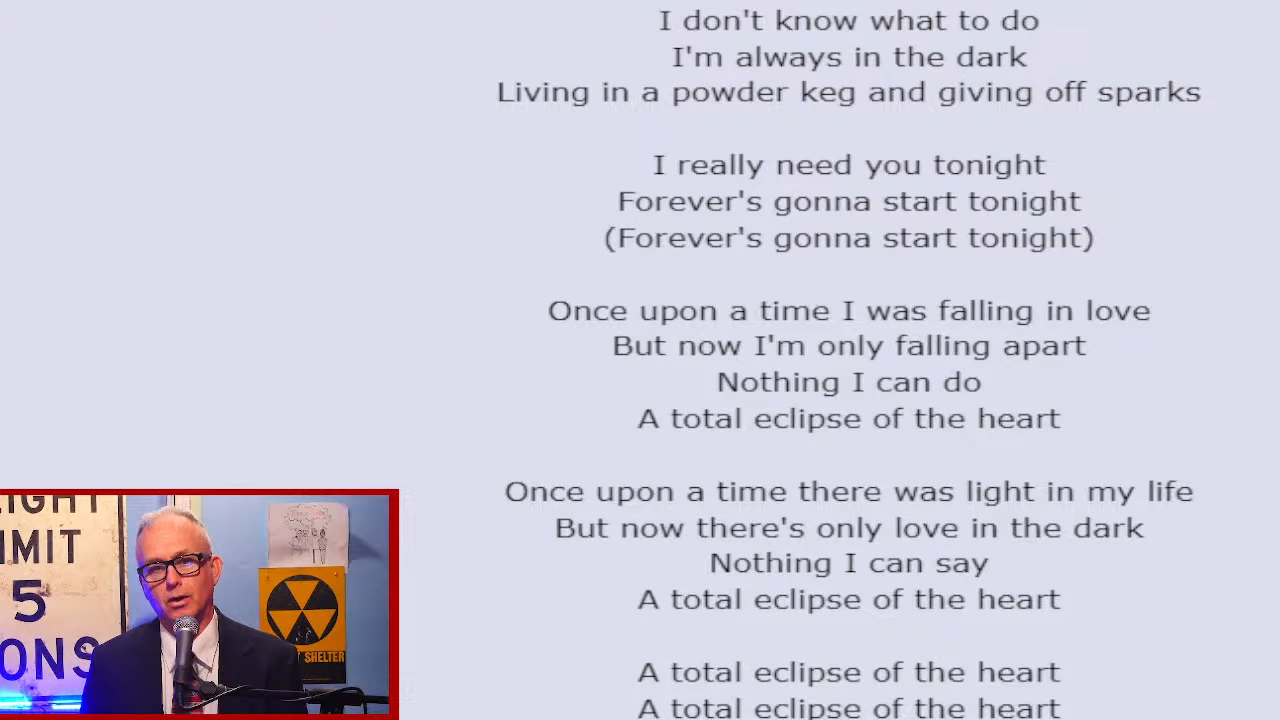 I don't know what to do
I'm always in the dark
Living in a powder keg and giving off sparks
I really need you tonight
Forever's gonna start tonight
(Forever's gonna start tonight)
Once upon a time I was falling in love
But now I'm only falling apart
Nothing I can do
A total eclipse of the heart
Once upon a time there was light in my life
But now there's only love in the dark
Nothing I can say
A total eclipse of the heart
A total eclipse of the heart
A total eclipse of the heart
IGHT
MIT
5
ONS
SHELTER